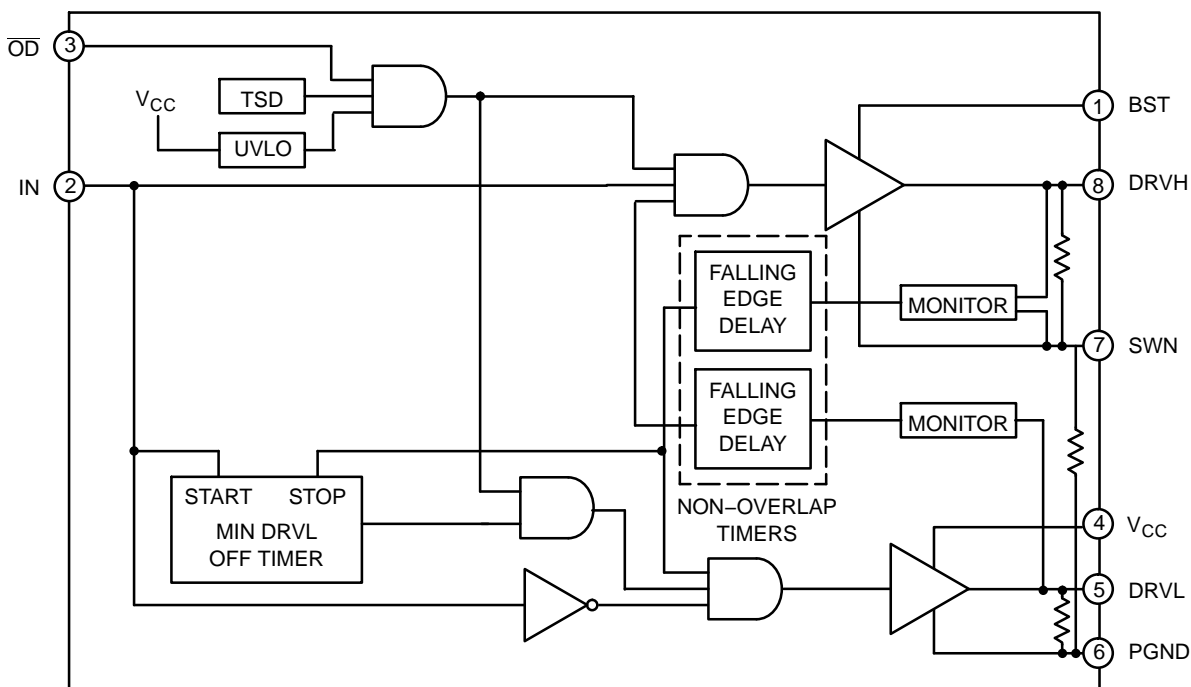 OD 3
VCC
TSD
UVLO
1 BST
IN 2
8 DRVH
FALLING
EDGE
DELAY
MONITOR
7 SWN
FALLING
EDGE
DELAY
MONITOR
START STOP
MIN DRVL
OFF TIMER
NON–OVERLAP
TIMERS
4 VCC
5 DRVL
6 PGND